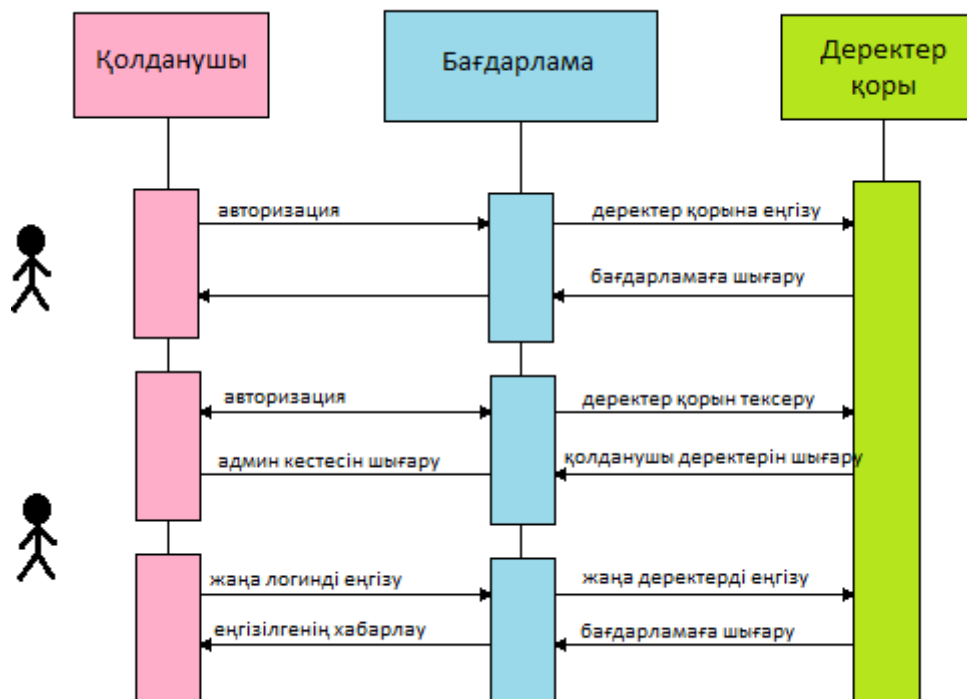 Қолданушы
Бағдарлама
Деректер
қоры
авторизация
деректер қорына еңгізу
бағдарламаға шығару
авторизация
деректер қорын тексеру
админ кестесін шығару
қолданушы деректерін шығару
жаңа логинді еңгізу
жаңа деректерді еңгізу
еңгізілгенің хабарлау
бағдарламаға шығару